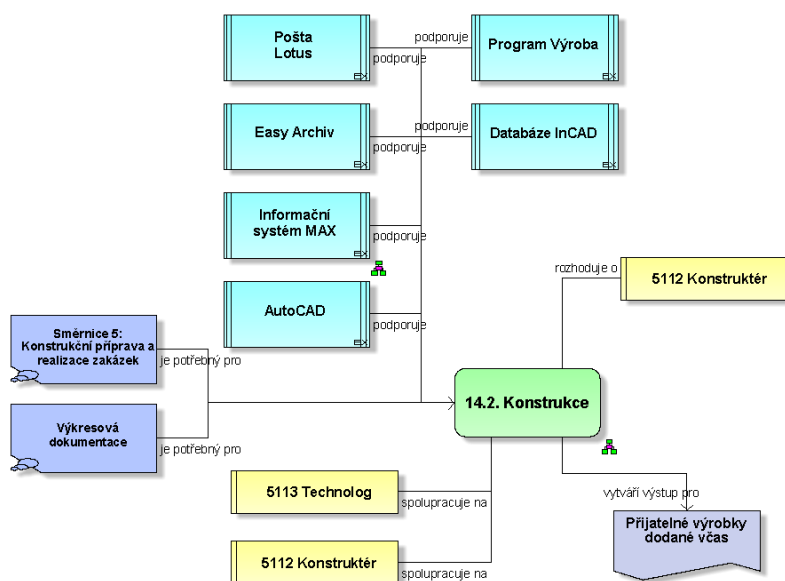 Pošta
Lotus
podporuje
podporuje
Program Výroba
Easy Archiv
podporuje
podporuje
Databáze InCAD
Informační
systém MAX
podporuje
rozhoduje o
5112 Konstruktér
AutoCAD
podporuje
Směrnice 5:
Konstrukční příprava a
realizace zakázek
je potřebný pro
14.2. Konstrukce
Výkresová
dokumentace
je potřebný pro
5113 Technolog
spolupracuje na
vytváří výstup pro
Přijatelné výrobky
dodané včas
5112 Konstruktér
spolupracuje na